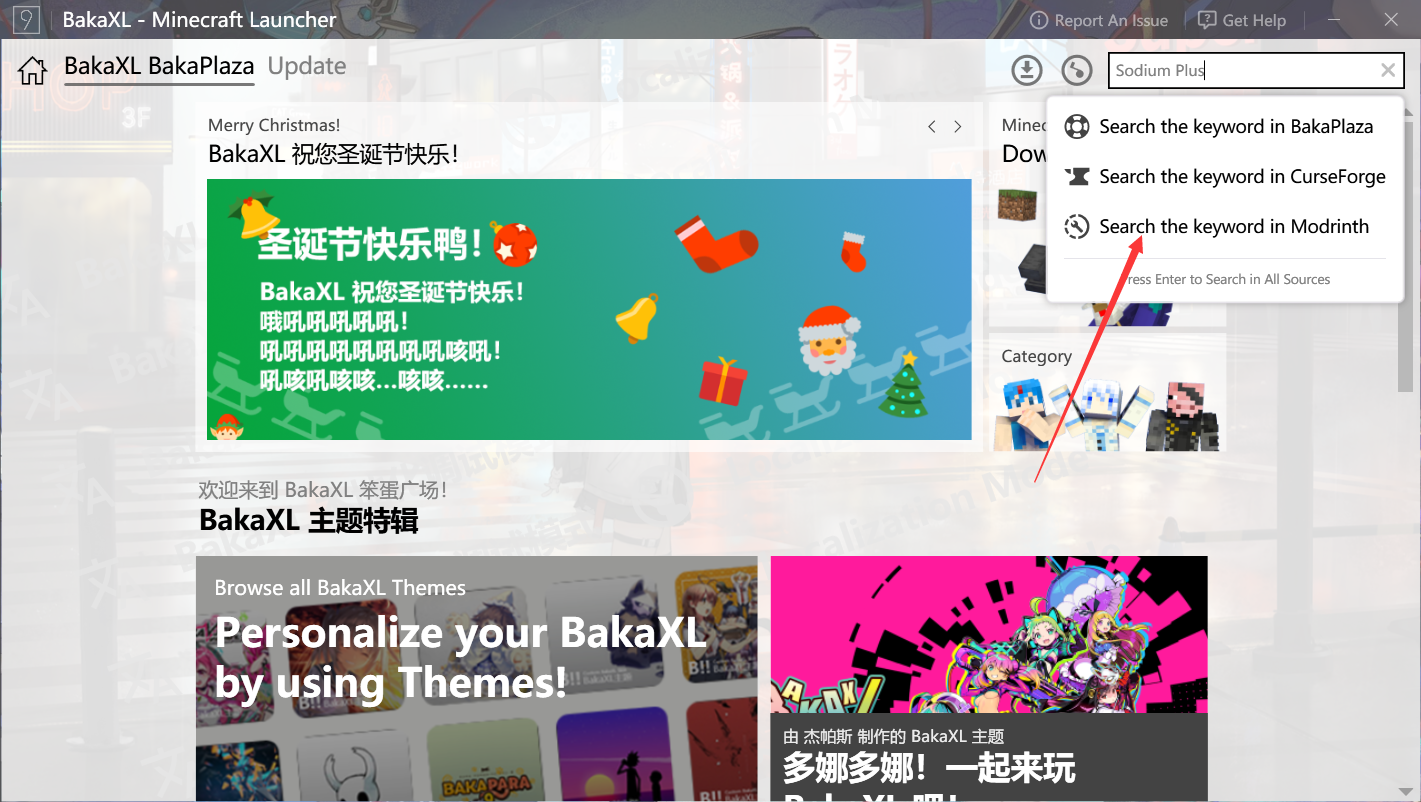 BakaXL - Minecraft Launcher
Report An Issue
Get Help
BakaXL BakaPlaza
Update
Sodium Plus
Search the keyword in BakaPlaza
Search the keyword in CurseForge
Search the keyword in Modrinth
ress Enter to Search in All Sources
Merry Christmas!
BakaXL 祝您圣诞节快乐！
圣诞节快乐鸭！
BakaXL 祝您圣诞节快乐！
哦吼吼吼吼吼！
吼吼吼吼吼吼吼咳吼！
吼咳吼咳咳…咳咳……
Minec
Dow
Category
欢迎来到 BakaXL 笨蛋广场！
BakaXL 主题特辑
Browse all BakaXL Themes
Personalize your BakaXL
by using Themes!
BAKAPARA
由 杰帕斯 制作的 BakaXL 主题
多娜多娜！一起来玩
BakaXL 吧！